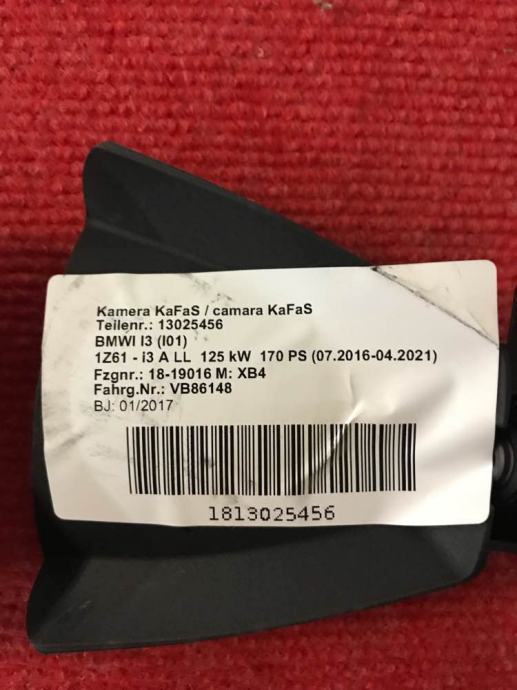 Kamera KaFaS / camara KaFaS
Teilenr.: 13025456
BMWI I3 (I01)
1Z61 - i3 A LL 125 kW 170 PS (07.2016-04.2021)
Fzgnr.: 18-19016 M: XB4
Fahrg.Nr.: VB86148
BJ: 01/2017
1813025456